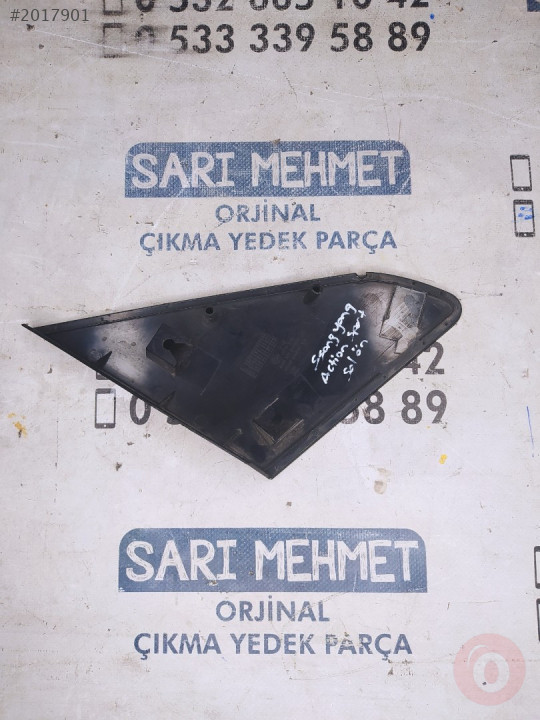 #2017901
0 533 339 58 89
SARI MEHMET
ORJİNAL
ÇIKMA YEDEK PARÇA
Ssangyong
Action
Sol ön
42
0 58 89
SARI MEHMET
ORJİNAL
ÇIKMA YEDEK PARÇA